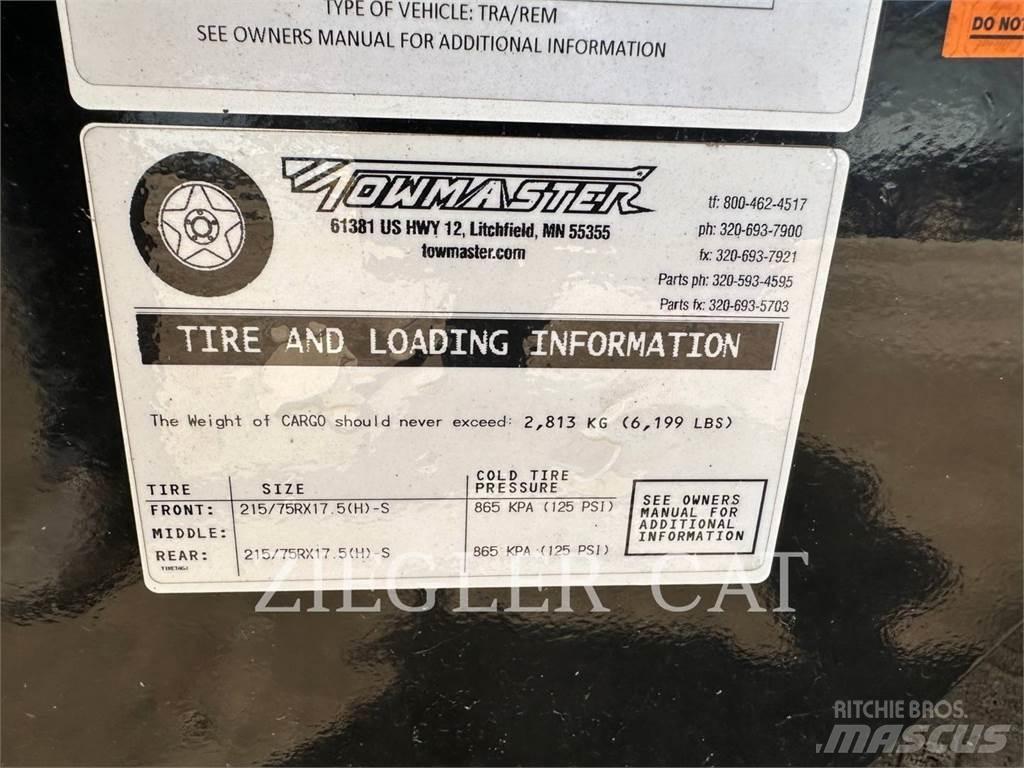 TYPE OF VEHICLE: TRA/REM
SEE OWNERS MANUAL FOR ADDITIONAL INFORMATION
DO NOT
TOWMASTER
61381 US HWY 12, Litchfield, MN 55355
towmaster.com
tf: 800-462-4517
ph: 320-693-7900
fx: 320-693-7921
Parts ph: 320-593-4595
Parts fx: 320-693-5703
TIRE AND LOADING INFORMATION
The Weight of CARGO should never exceed: 2,813 KG (6,199 LBS)
TIRE SIZE COLD TIRE PRESSURE
FRONT: 215/75RX17.5(H)-S 865 KPA (125 PSI)
MIDDLE:
REAR: 215/75RX17.5(H)-S 865 KPA (125 PSI)
SEE OWNERS
MANUAL FOR
ADDITIONAL
INFORMATION
ZIEGLER CAT
RITCHIE BROS.
MASCUS